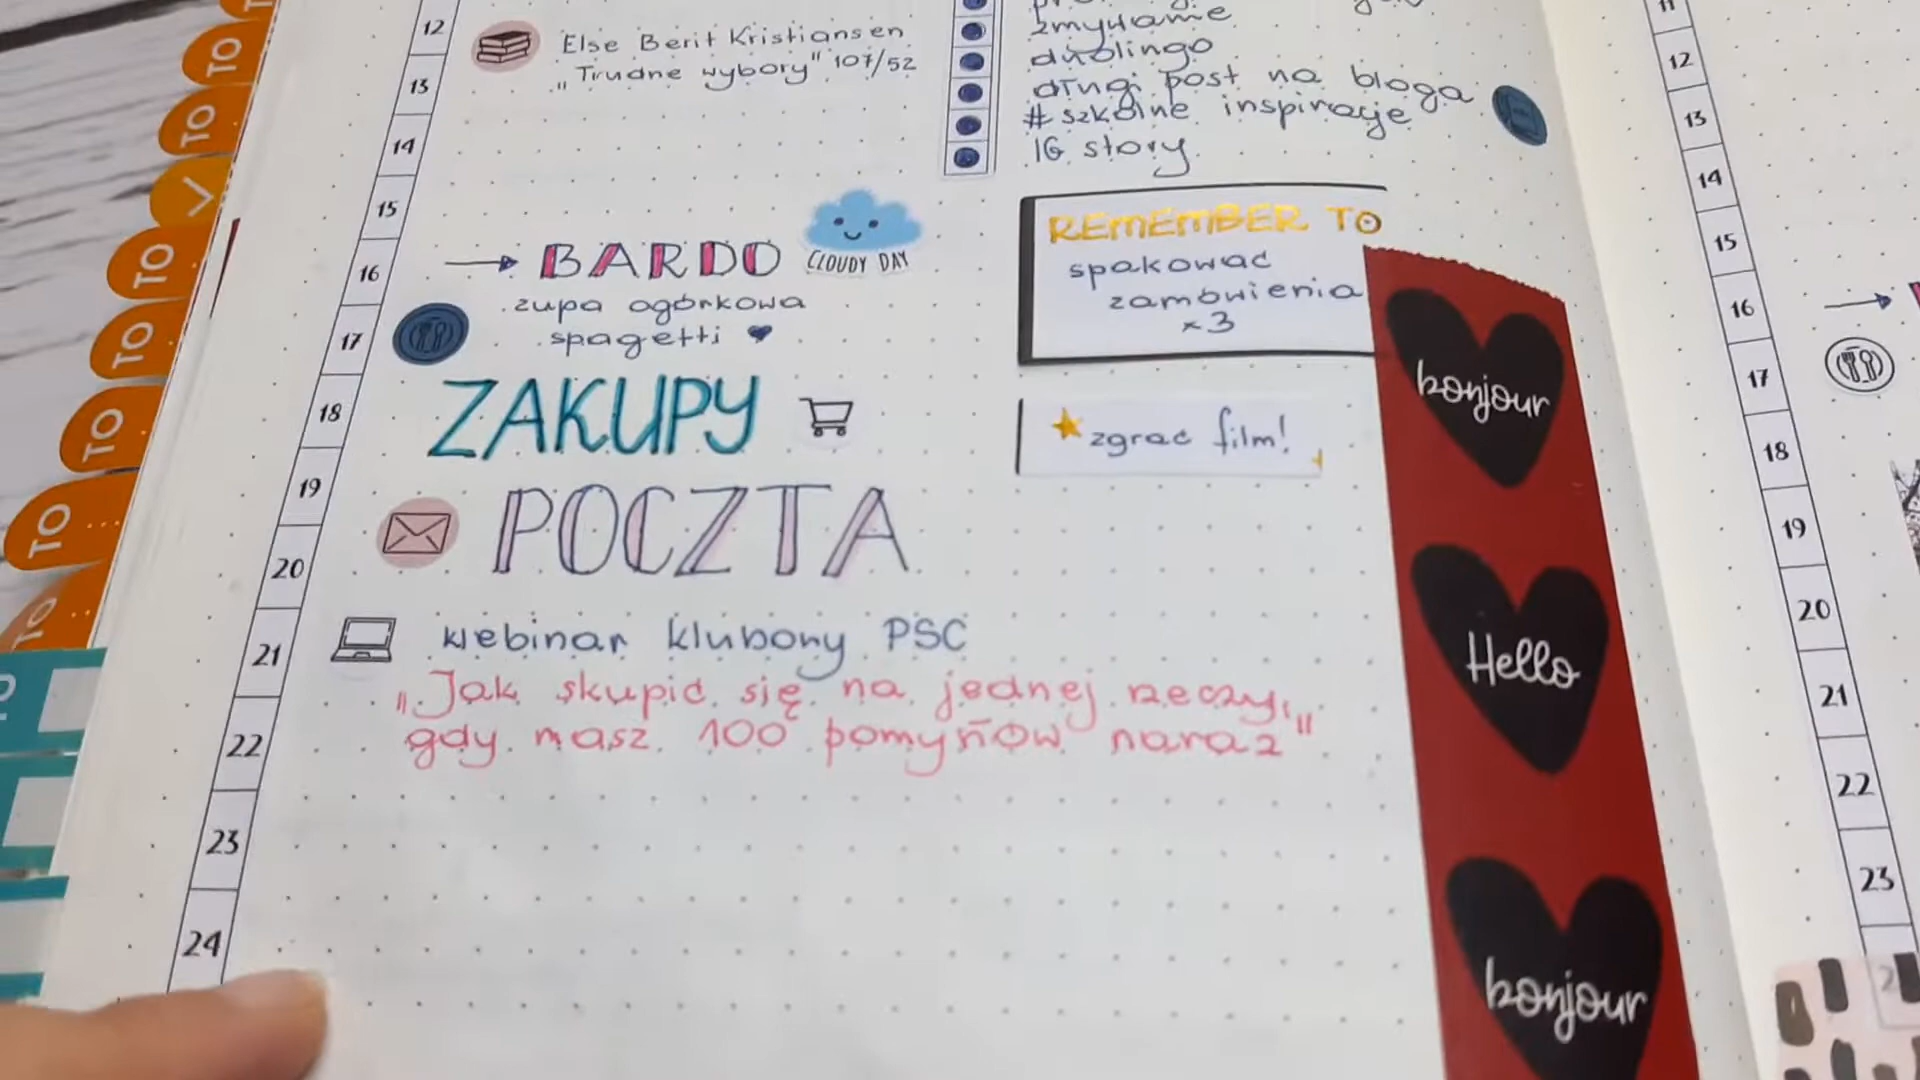 TO
TO
TO
TO
TO
TO
TO
12
13
14
15
16
17
18
19
20
21
22
23
24
Else Berit Kristiansen
„Trudne wybory" 107/52
zmywanie
duolingo
drugi post na bloga
# szkolne inspiracje
IG story
BARDO
CLOUDY DAY
zupa ogórkowa
spagetti
ZAKUPY
POCZTA
webinar klubowy PSC
„Jak skupić się na jednej rzeczy,
gdy masz 100 pomysłów naraz"
REMEMBER TO
spakować
zamówienia
x3
zgrać film!
bonjour
Hello
bonjour
11
12
13
14
15
16
17
18
19
20
21
22
23